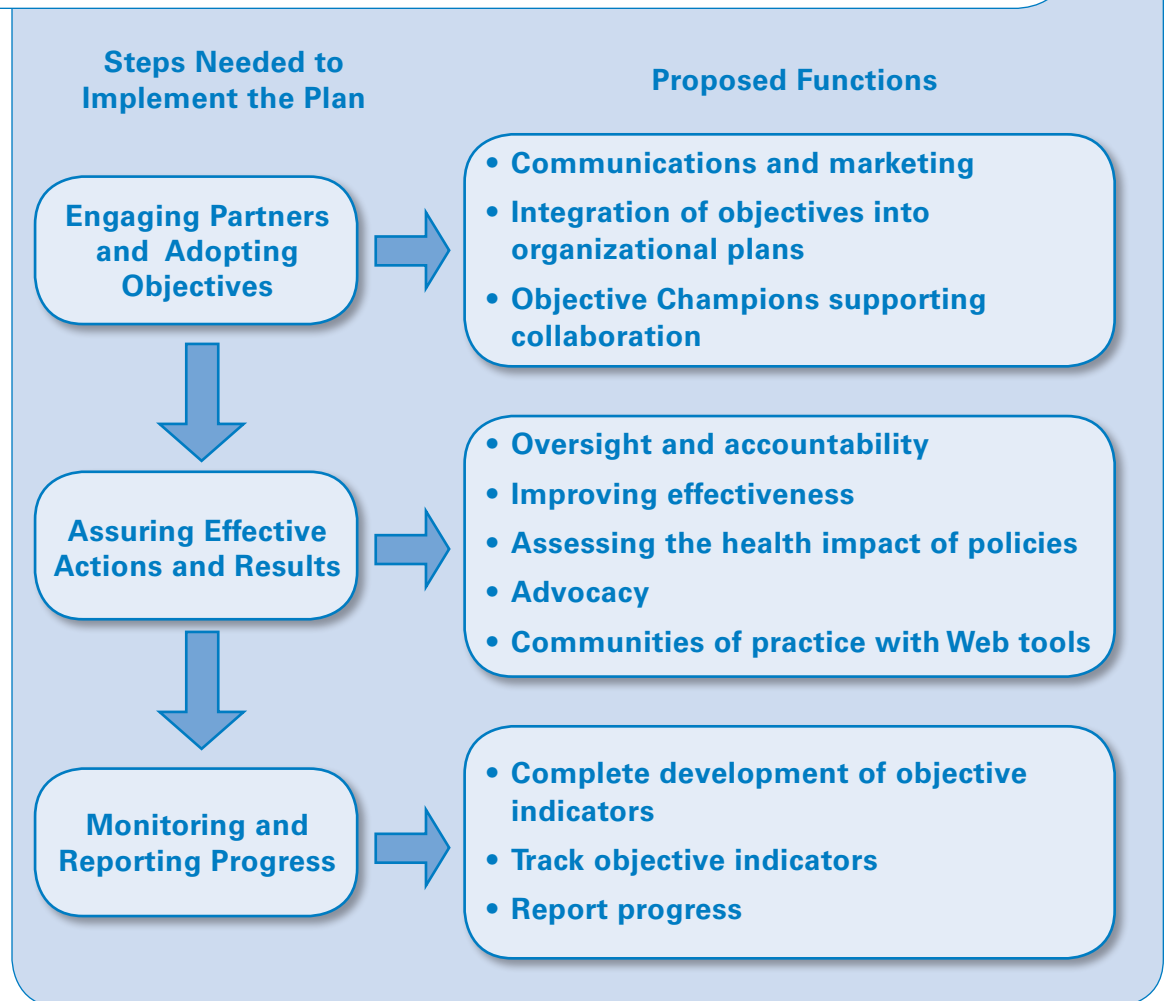 Steps Needed to
Implement the Plan
Proposed Functions
Engaging Partners
and Adopting
Objectives
• Communications and marketing
• Integration of objectives into
organizational plans
• Objective Champions supporting
collaboration
Assuring Effective
Actions and Results
• Oversight and accountability
• Improving effectiveness
• Assessing the health impact of policies
• Advocacy
• Communities of practice with Web tools
Monitoring and
Reporting Progress
• Complete development of objective
indicators
• Track objective indicators
• Report progress